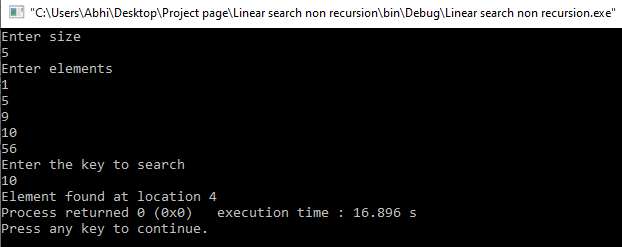 "C:\Users\Abhi\Desktop\Project page\Linear search non recursion\bin\Debug\Linear search non recursion.exe"
Enter size
5
Enter elements
1
5
9
10
56
Enter the key to search
10
Element found at location 4
Process returned 0 (0x0)   execution time : 16.896 s
Press any key to continue.